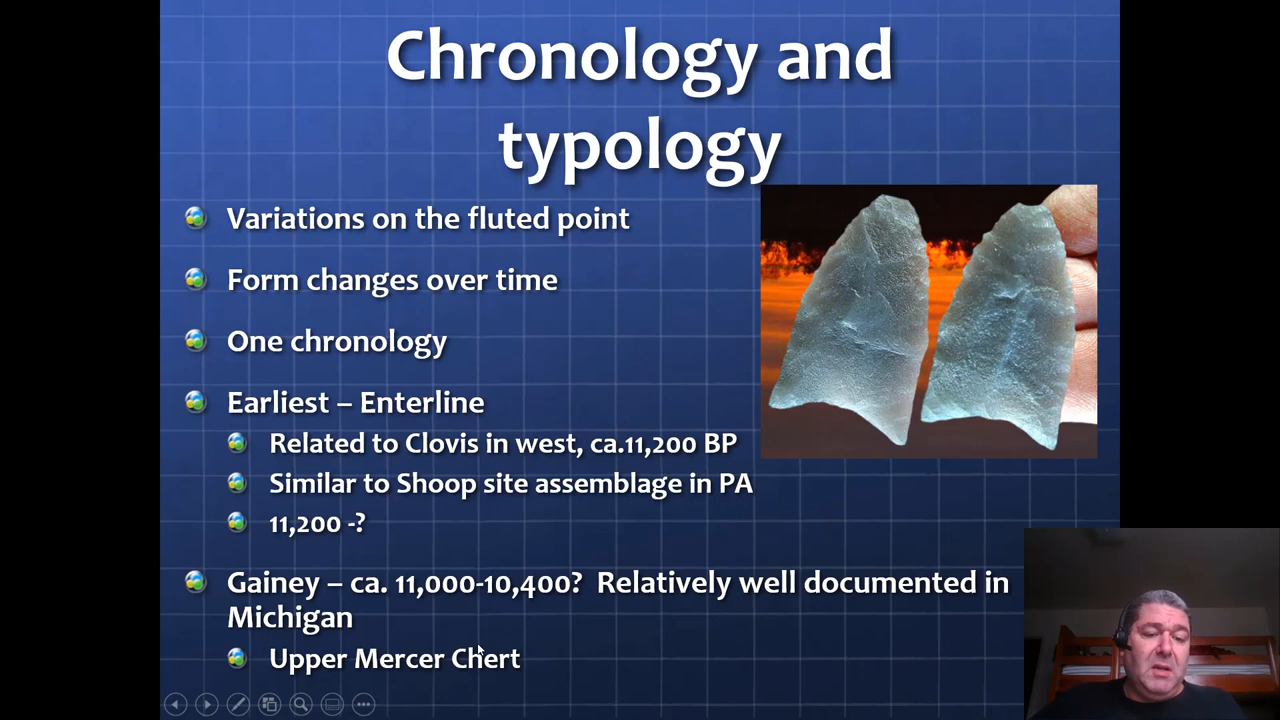 Chronology and
typology
Variations on the fluted point
Form changes over time
One chronology
Earliest – Enterline
Related to Clovis in west, ca.11,200 BP
Similar to Shoop site assemblage in PA
11,200 -?
Gainey – ca. 11,000-10,400?  Relatively well documented in
Michigan
Upper Mercer Chert